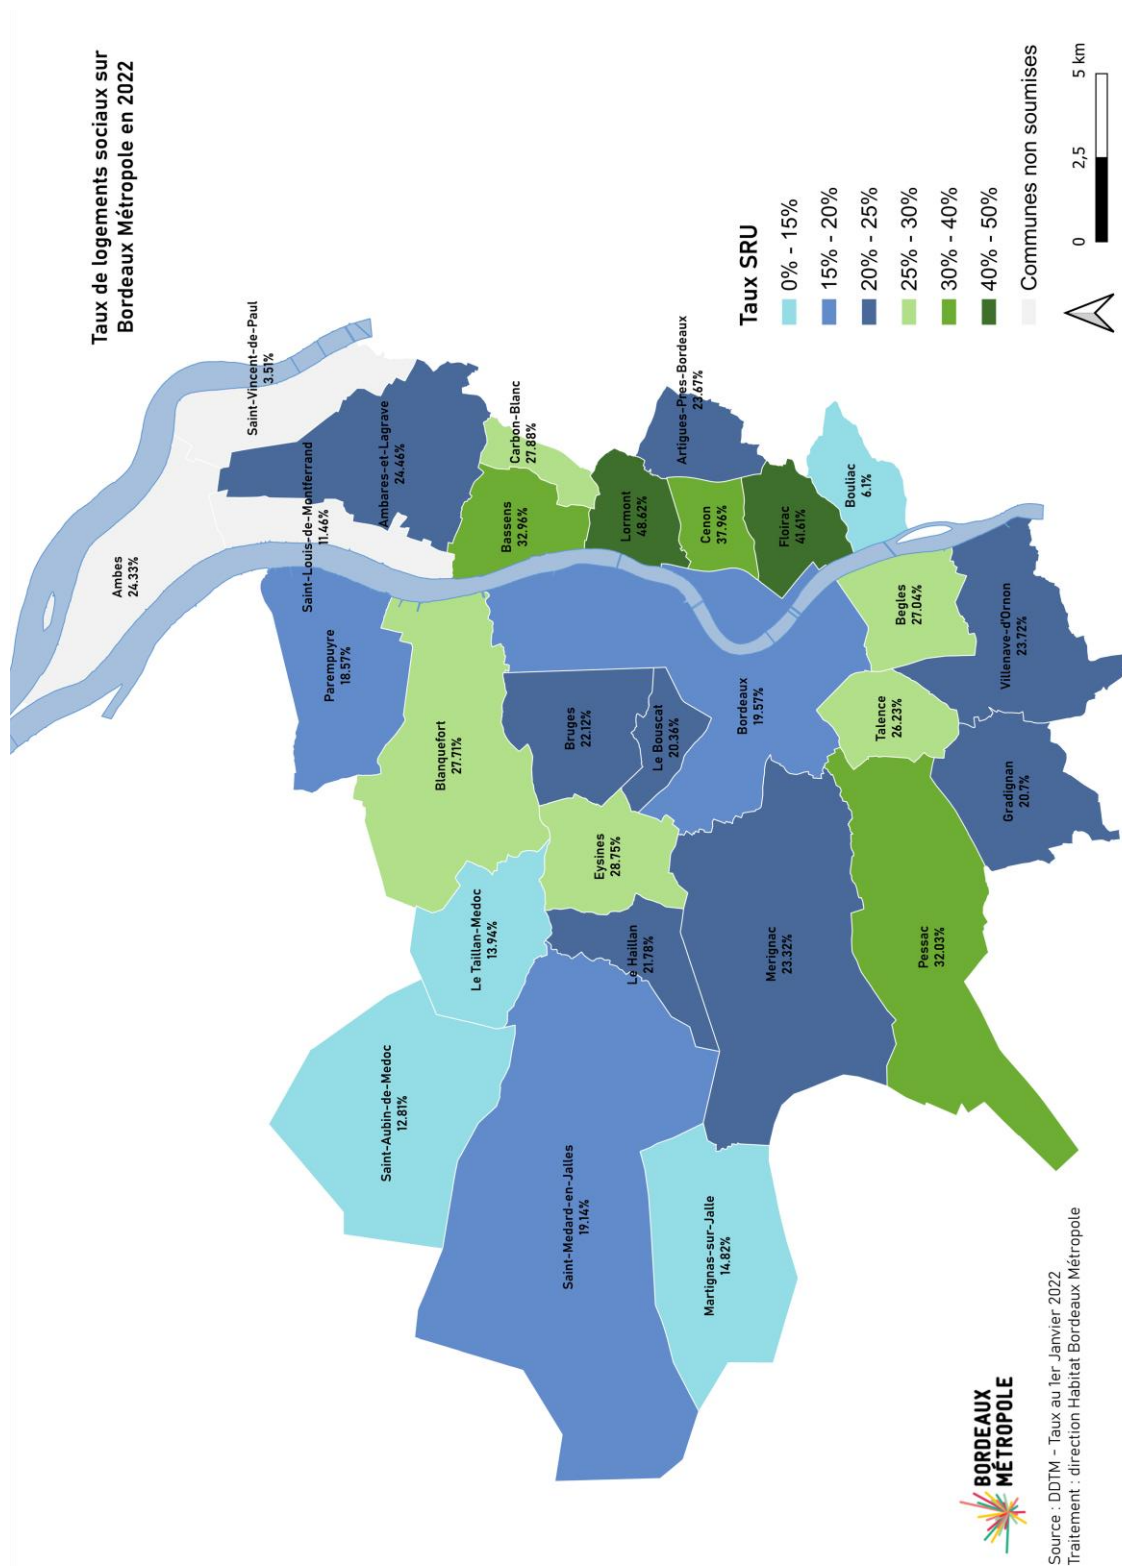 Taux de logements sociaux sur
Bordeaux Métropole en 2022
Ambes
24.33%
Saint-Vincent-de-Paul
3.51%
Saint-Louis-de-Montferrand
11.46%
Ambares-et-Lagrave
24.46%
Parempuyre
18.57%
Saint-Aubin-de-Medoc
12.81%
Le Taillan-Medoc
13.94%
Blanquefort
27.71%
Bassens
32.96%
Carbon-Blanc
27.88%
Saint-Medard-en-Jalles
19.14%
Le Haillan
21.78%
Eysines
28.75%
Bruges
22.12%
Le Bouscat
20.36%
Lormont
48.62%
Artigues-Pres-Bordeaux
23.67%
Cenon
37.96%
Bordeaux
19.57%
Floirac
41.61%
Martignas-sur-Jalle
14.82%
Merignac
23.32%
Bouliac
6.1%
Talence
26.23%
Begles
27.04%
Pessac
32.03%
Gradignan
20.7%
Villenave-d'Ornon
23.72%
Taux SRU
0% - 15%
15% - 20%
20% - 25%
25% - 30%
30% - 40%
40% - 50%
Communes non soumises
0 2,5 5 km
BORDEAUX
MÉTROPOLE
Source : DDTM - Taux au 1er Janvier 2022
Traitement : direction Habitat Bordeaux Métropole